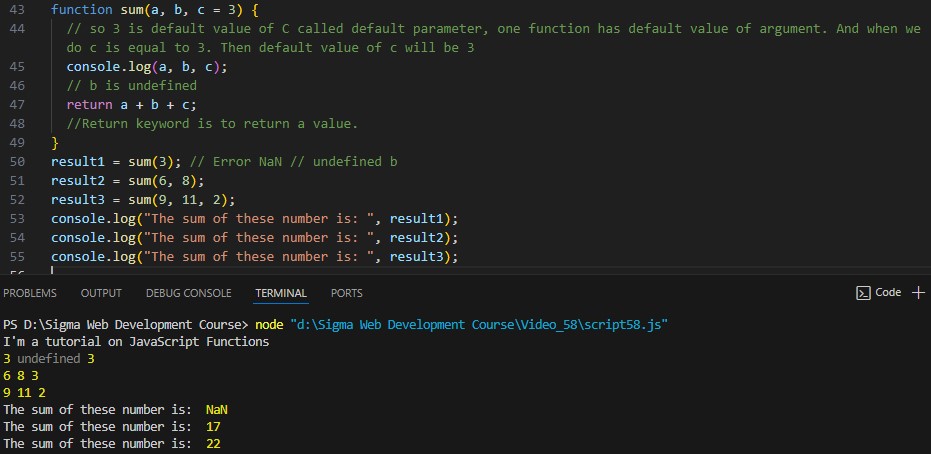 43 function sum(a, b, c = 3) {
44 // so 3 is default value of C called default parameter, one function has default value of argument. And when we
do c is equal to 3. Then default value of c will be 3
45 console.log(a, b, c);
46 // b is undefined
47 return a + b + c;
48 //Return keyword is to return a value.
49 }
50 result1 = sum(3); // Error NaN // undefined b
51 result2 = sum(6, 8);
52 result3 = sum(9, 11, 2);
53 console.log("The sum of these number is: ", result1);
54 console.log("The sum of these number is: ", result2);
55 console.log("The sum of these number is: ", result3);
56
PROBLEMS OUTPUT DEBUG CONSOLE TERMINAL PORTS Code
PS D:\Sigma Web Development Course> node "d:\Sigma Web Development Course\Video_58\script58.js"
I'm a tutorial on JavaScript Functions
3 undefined 3
6 8 3
9 11 2
The sum of these number is:  NaN
The sum of these number is:  17
The sum of these number is:  22